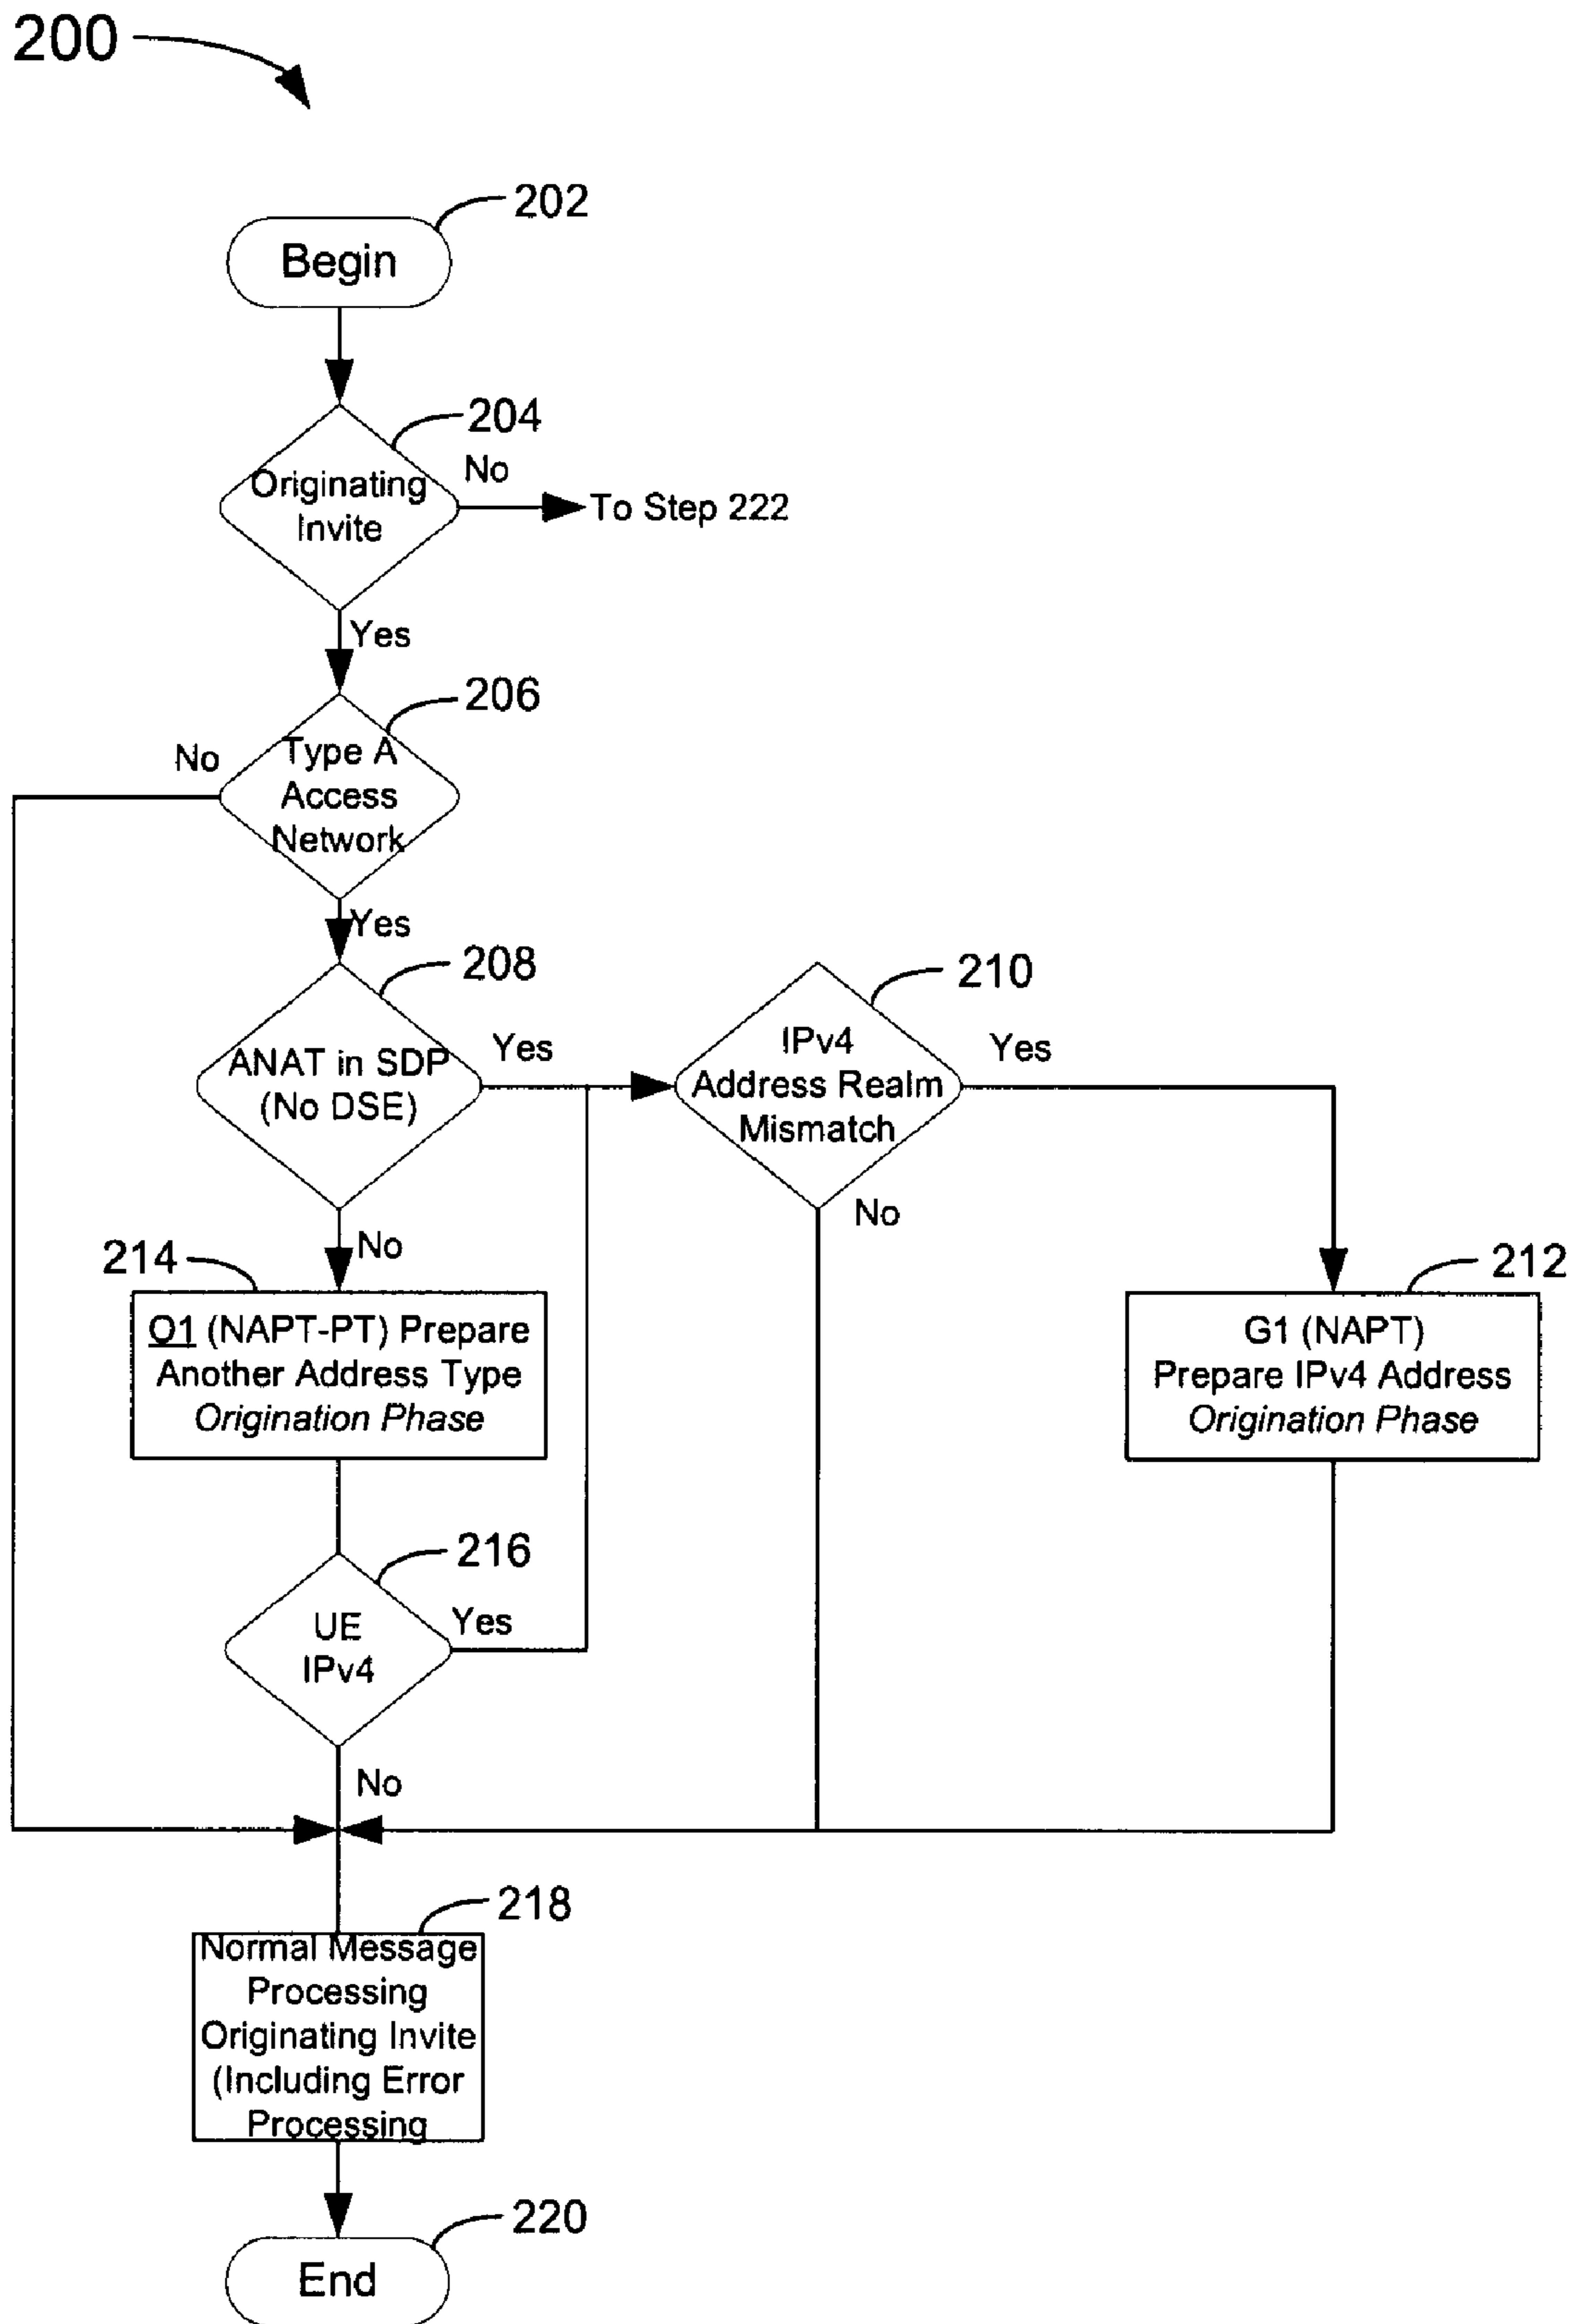 200
202
Begin
204
Originating
Invite
No
To Step 222
Yes
206
No
Type A
Access
Network
Yes
208
210
ANAT in SDP
(No DSE)
Yes
IPv4
Address Realm
Mismatch
Yes
No
No
214
212
O1 (NAPT-PT) Prepare
Another Address Type
Origination Phase
G1 (NAPT)
Prepare IPv4 Address
Origination Phase
216
UE
IPv4
Yes
No
218
Normal Message
Processing
Originating Invite
(Including Error
Processing
220
End